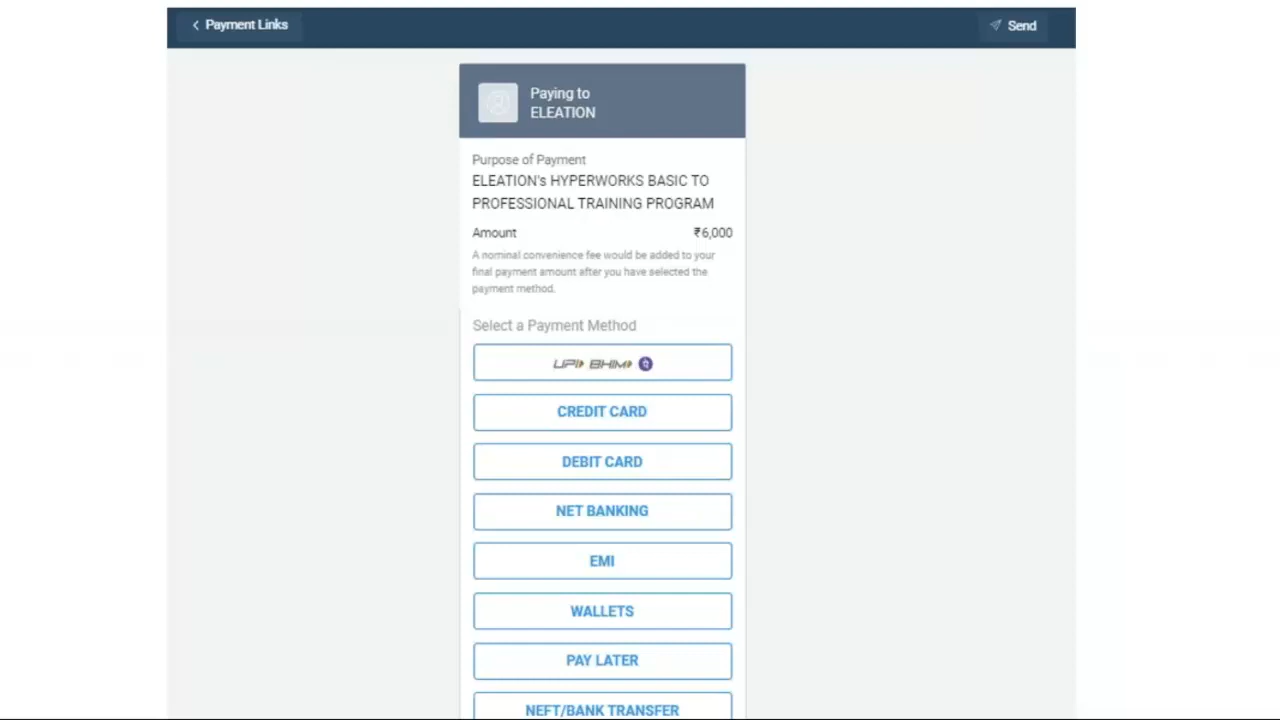 Payment Links
Send
Paying to
ELEATION
Purpose of Payment
ELEATION's HYPERWORKS BASIC TO
PROFESSIONAL TRAINING PROGRAM
Amount ₹6,000
A nominal convenience fee would be added to your
final payment amount after you have selected the
payment method.
Select a Payment Method
UPI BHIM
CREDIT CARD
DEBIT CARD
NET BANKING
EMI
WALLETS
PAY LATER
NEFT/BANK TRANSFER